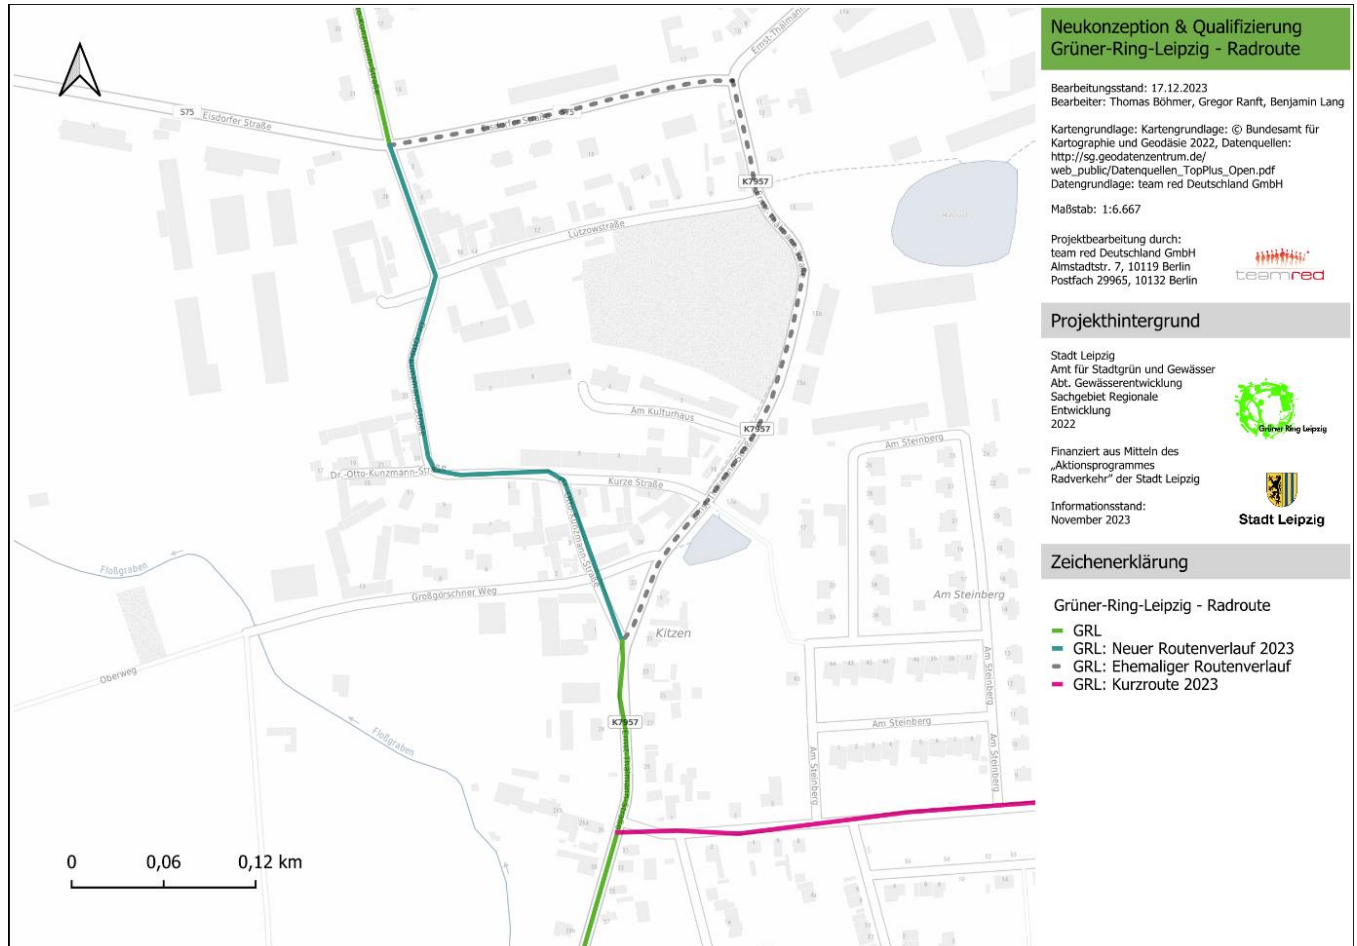 Neukonzeption & Qualifizierung
Grüner-Ring-Leipzig - Radroute
Bearbeitungsstand: 17.12.2023
Bearbeiter: Thomas Böhmer, Gregor Ranft, Benjamin Lang
Kartengrundlage: Kartengrundlage: © Bundesamt für
Kartographie und Geodäsie 2022, Datenquellen:
http://sg.geodatenzentrum.de/
web_public/Datenquellen_TopPlus_Open.pdf
Datengrundlage: team red Deutschland GmbH
Maßstab: 1:6.667
Projektbearbeitung durch:
team red Deutschland GmbH
Almstadtstr. 7, 10119 Berlin
Postfach 29965, 10132 Berlin
teamred
Projekthintergrund
Stadt Leipzig
Amt für Stadtgrün und Gewässer
Abt. Gewässerentwicklung
Sachgebiet Regionale
Entwicklung
2022
Grüner Ring Leipzig
Finanziert aus Mitteln des
„Aktionsprogrammes
Radverkehr" der Stadt Leipzig
Informationsstand:
November 2023
Stadt Leipzig
Zeichenerklärung
Grüner-Ring-Leipzig - Radroute
GRL
GRL: Neuer Routenverlauf 2023
GRL: Ehemaliger Routenverlauf
GRL: Kurzroute 2023
S75
Eisdorfer Straße
S75
K7957
Lützowstraße
Am Kulturhaus
K7957
Am Steinberg
Dr.-Otto-Kunzmann-Straße
Kurze Straße
Floßgraben
Großgörschner Weg
Am Steinberg
Kitzen
Oberweg
Am Steinberg
K7957
Am Steinberg
Floßgraben
Am Steinberg
Am Steinberg
0
0,06
0,12 km